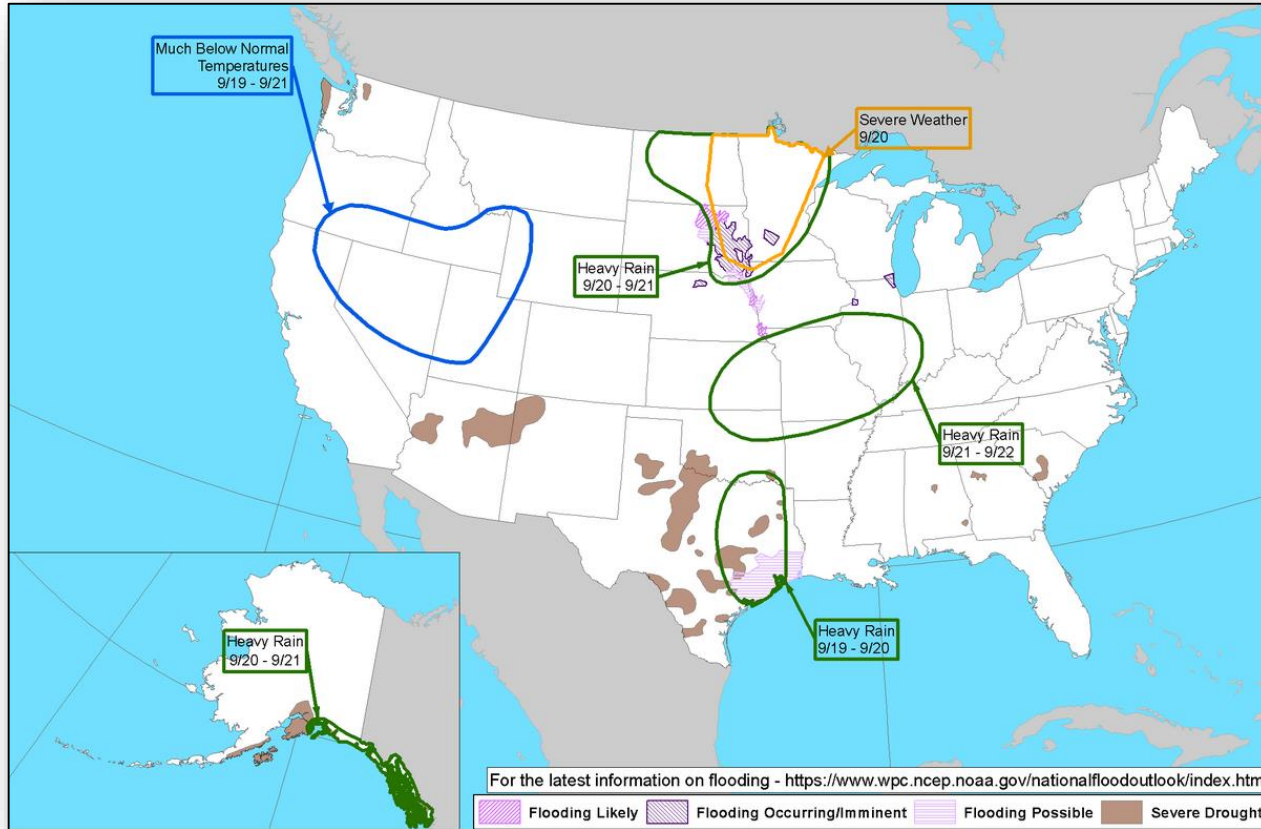 Much Below Normal
Temperatures
9/19 - 9/21
Severe Weather
9/20
Heavy Rain
9/20 - 9/21
Heavy Rain
9/21 - 9/22
Heavy Rain
9/20 - 9/21
Heavy Rain
9/19 - 9/20
For the latest information on flooding - https://www.wpc.ncep.noaa.gov/nationalfloodoutlook/index.htm
Flooding Likely
Flooding Occurring/Imminent
Flooding Possible
Severe Drought